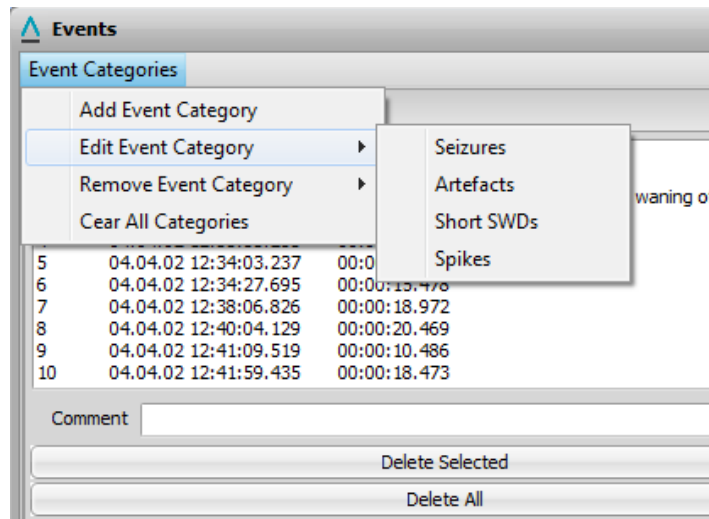 Events
Event Categories
Add Event Category
Edit Event Category
Seizures
Remove Event Category
Artefacts
waning o
Cear All Categories
Short SWDs
Spikes
5 04.04.02 12:34:03.237 00:0
6 04.04.02 12:34:27.695 00:00:15.478
7 04.04.02 12:38:06.826 00:00:18.972
8 04.04.02 12:40:04.129 00:00:20.469
9 04.04.02 12:41:09.519 00:00:10.486
10 04.04.02 12:41:59.435 00:00:18.473
Comment
Delete Selected
Delete All